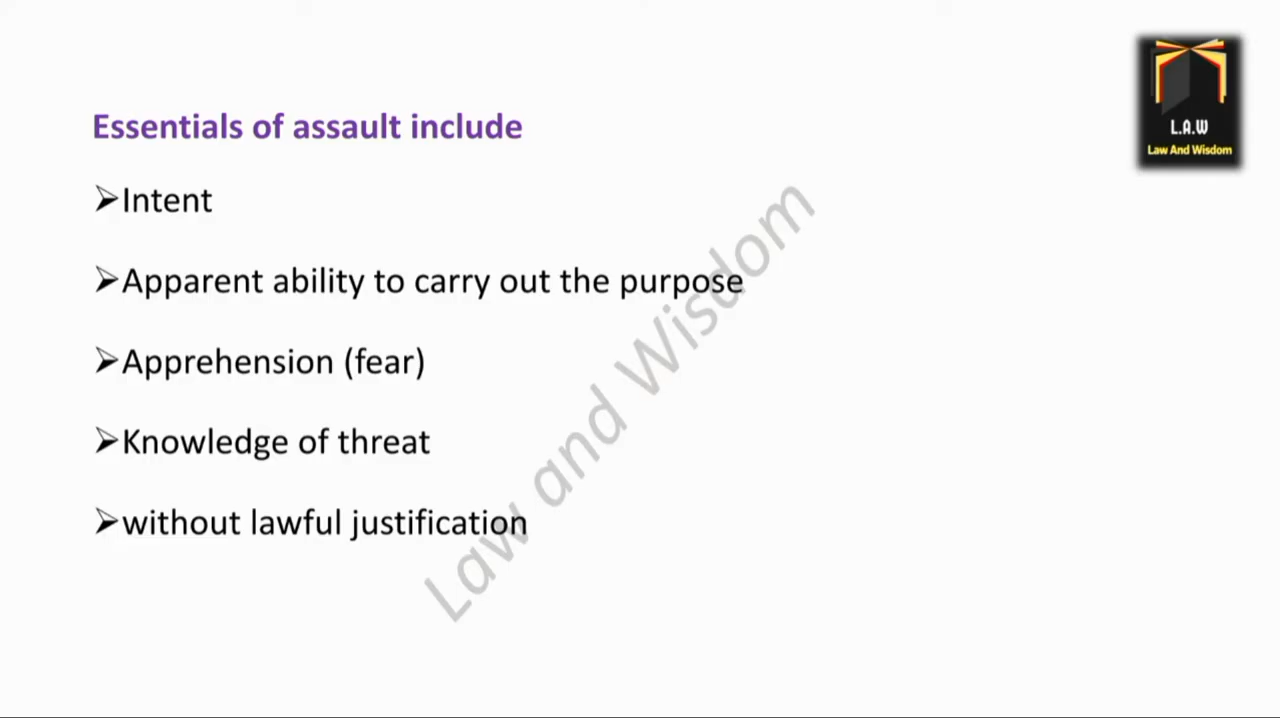 Essentials of assault include
L.A.W
Law And Wisdom
➢Intent
➢Apparent ability to carry out the purpose
➢Apprehension (fear)
➢Knowledge of threat
➢without lawful justification
Law and Wisdom